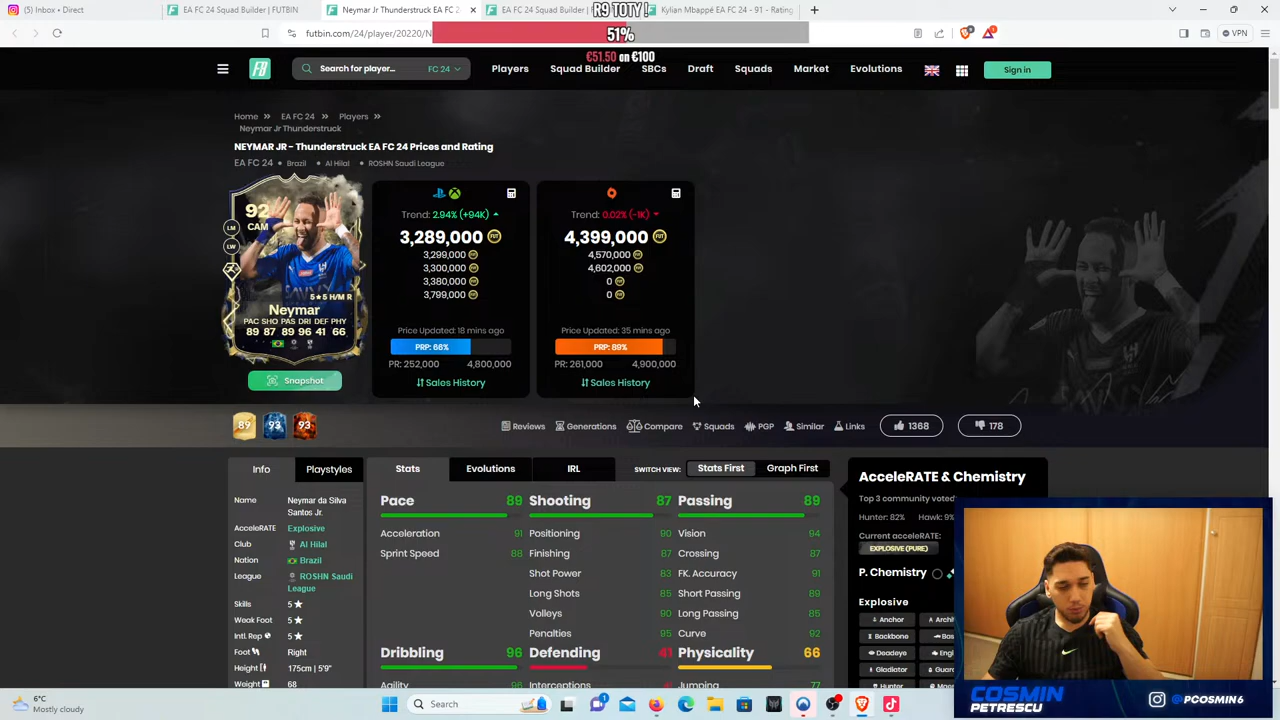 (5) Inbox • Direct
EA FC 24 Squad Builder | FUTBIN
Neymar Jr Thunderstruck EA FC 2
EA FC 24 Squad Builder |
R9 TOTY !
Kylian Mbappé EA FC 24 - 91 - Rating
51%
€51.50 on €100
futbin.com/24/player/20220/N
VPN
Search for player...
FC 24
Players
Squad Builder
SBCs
Draft
Squads
Market
Evolutions
Sign in
Home >> EA FC 24 >> Players >>
Neymar Jr Thunderstruck
NEYMAR JR - Thunderstruck EA FC 24 Prices and Rating
EA FC 24 • Brazil • Al Hilal • ROSHN Saudi League
92
CAM
LM
LW
5★5 H/M R
Neymar
PAC SHO PAS DRI DEF PHY
89 87 89 96 41 66
Snapshot
Trend: 2.94% (+94K)
3,289,000
3,299,000
3,300,000
3,380,000
3,799,000
Price Updated: 18 mins ago
PRP: 66%
PR: 252,000 4,800,000
Sales History
Trend: 0.02% (-1K)
4,399,000
4,570,000
4,602,000
0
0
Price Updated: 35 mins ago
PRP: 89%
PR: 261,000 4,900,000
Sales History
89 93 93
Reviews Generations Compare Squads PGP Similar Links
1368
178
Info Playstyles
Name Neymar da Silva
Santos Jr.
AcceleRATE Explosive
Club Al Hilal
Nation Brazil
League ROSHN Saudi
League
Skills 5 ★
Weak Foot 5 ★
Intl. Rep 5 ★
Foot Right
Height 175cm | 5'9"
Weight 68
Stats Evolutions IRL
SWITCH VIEW: Stats First Graph First
Pace 89
Acceleration 91
Sprint Speed 88
Shooting 87
Positioning 90
Finishing 87
Shot Power 83
Long Shots 85
Volleys 90
Penalties 95
Passing 89
Vision 94
Crossing 87
FK. Accuracy 91
Short Passing 89
Long Passing 85
Curve 92
Dribbling 96
Agility 96
Defending 41
Interceptions
Physicality 66
Jumping 77
AcceleRATE & Chemistry
Top 3 community voted
Hunter: 82% Hawk: 9%
Current acceleRATE:
EXPLOSIVE (PURE)
P. Chemistry
Explosive
Anchor
Backbone
Deadeye
Gladiator
Hunter
COSMIN
PETRESCU
@PCOSMIN6
6°C
Mostly cloudy
Search
1